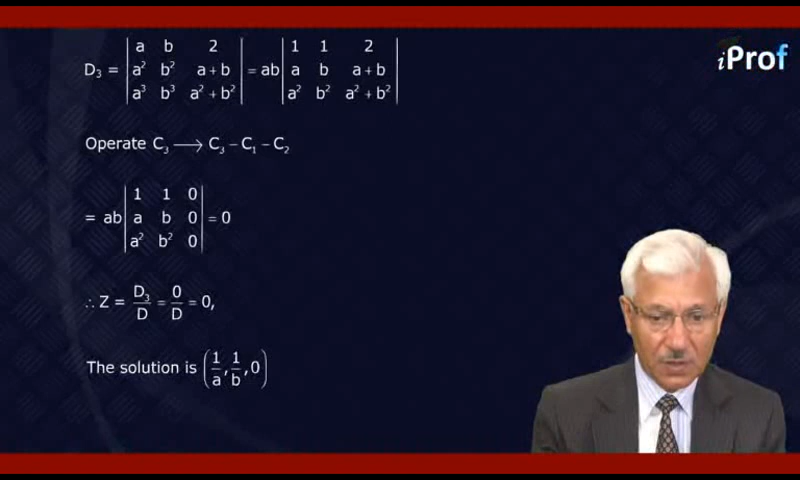 iProf
D₃ = | a b 2 | = ab | 1 1 2 |
| a² b² a + b | | a b a + b |
| a³ b³ a² + b² | | a² b² a² + b² |
Operate C₃ ⟶ C₃ – C₁ – C₂
= ab | 1 1 0 | = 0
| a b 0 |
| a² b² 0 |
∴ Z = D₃/D = 0/D = 0,
The solution is (1/a, 1/b, 0)